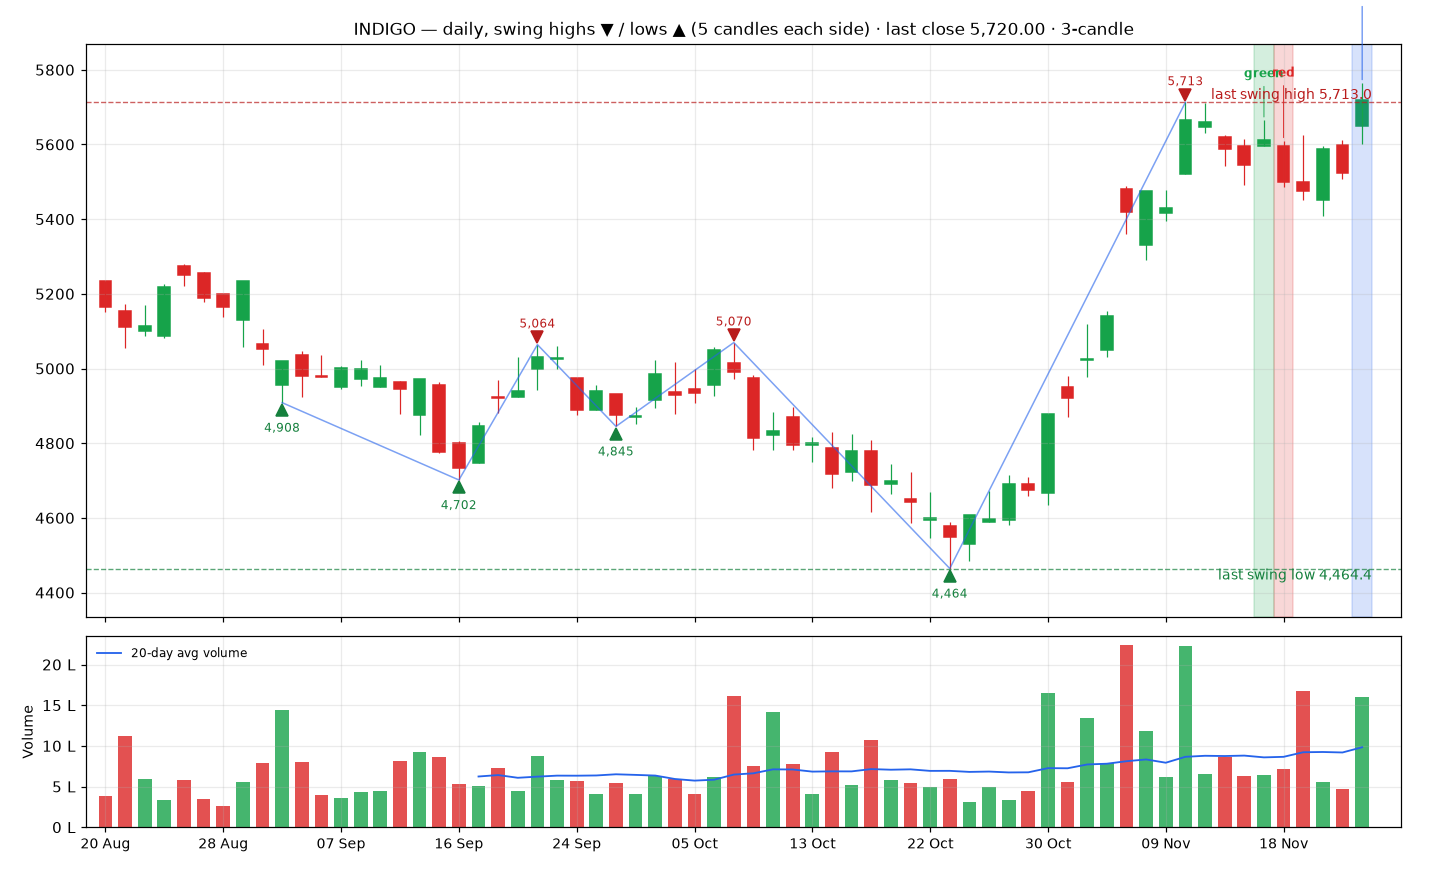 INDIGO — daily, swing highs ▼ / lows ▲ (5 candles each side) · last close 5,720.00 · 3-candle
5800
5600
5400
5200
5000
4800
4600
4400
green
red
5,713
last swing high 5,713.0
5,064
5,070
4,908
4,845
4,702
4,464
last swing low 4,464.4
20-day avg volume
Volume
20 L
15 L
10 L
5 L
0 L
20 Aug
28 Aug
07 Sep
16 Sep
24 Sep
05 Oct
13 Oct
22 Oct
30 Oct
09 Nov
18 Nov